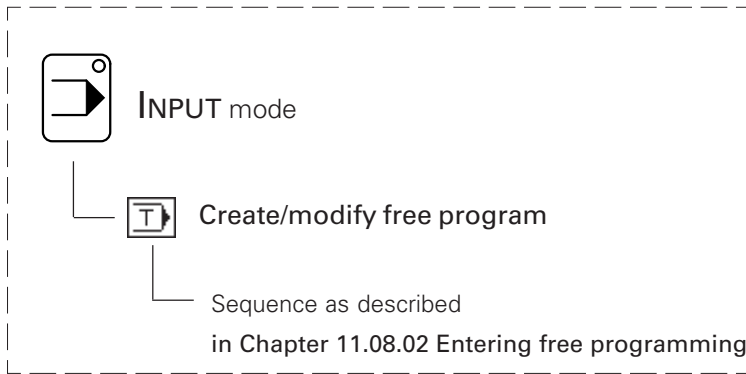 INPUT mode
T
Create/modify free program
Sequence as described
in Chapter 11.08.02 Entering free programming